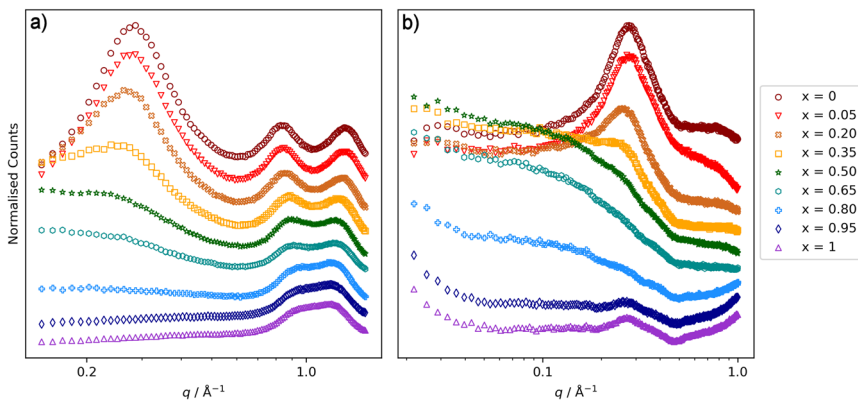 a)
b)
Normalised Counts
0.2
1.0
q / Å⁻¹
0.1
1.0
q / Å⁻¹
x = 0
x = 0.05
x = 0.20
x = 0.35
x = 0.50
x = 0.65
x = 0.80
x = 0.95
x = 1